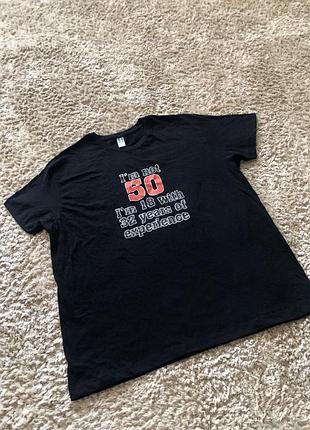 I'm not
50
I'm 18 with
32 years of
experience